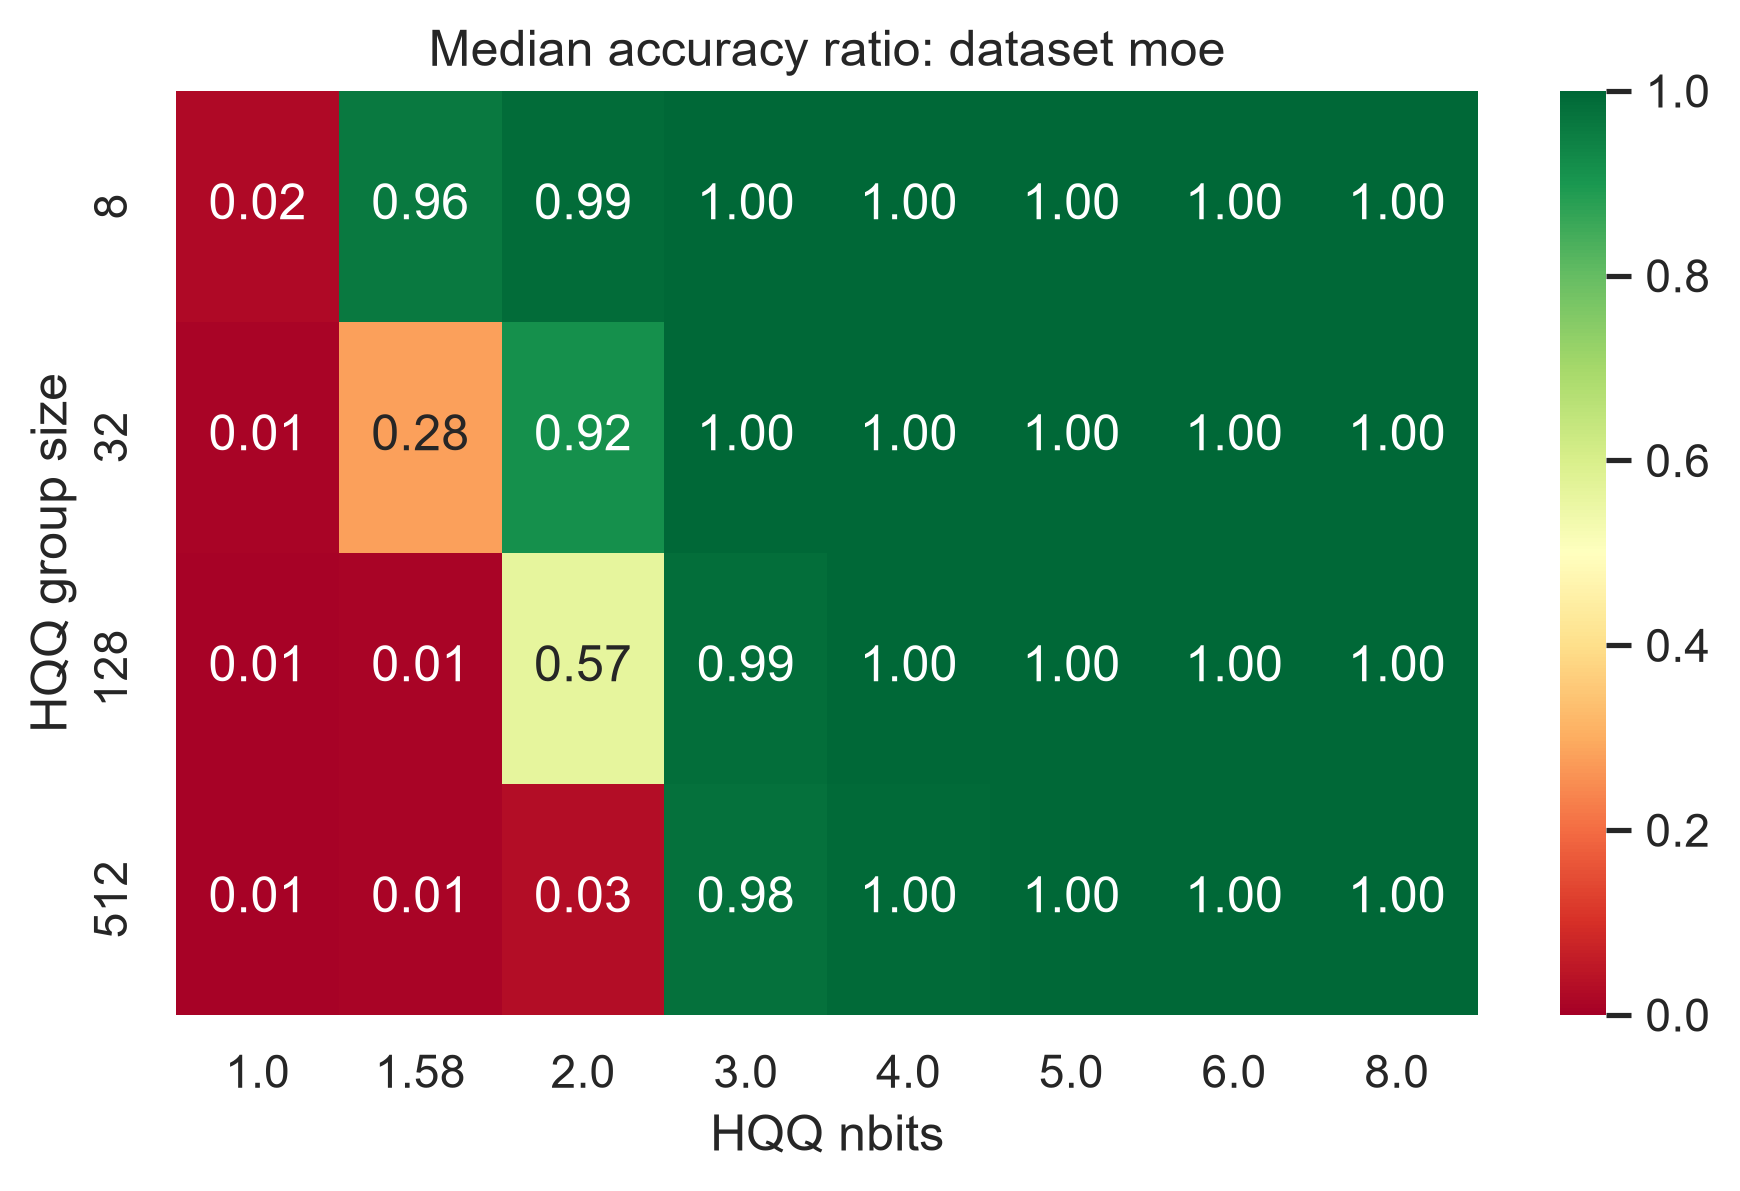 Median accuracy ratio: dataset moe
HQQ group size
8
0.02 0.96 0.99 1.00 1.00 1.00 1.00 1.00
32
0.01 0.28 0.92 1.00 1.00 1.00 1.00 1.00
128
0.01 0.01 0.57 0.99 1.00 1.00 1.00 1.00
512
0.01 0.01 0.03 0.98 1.00 1.00 1.00 1.00
1.0 1.58 2.0 3.0 4.0 5.0 6.0 8.0
HQQ nbits
1.0
0.8
0.6
0.4
0.2
0.0